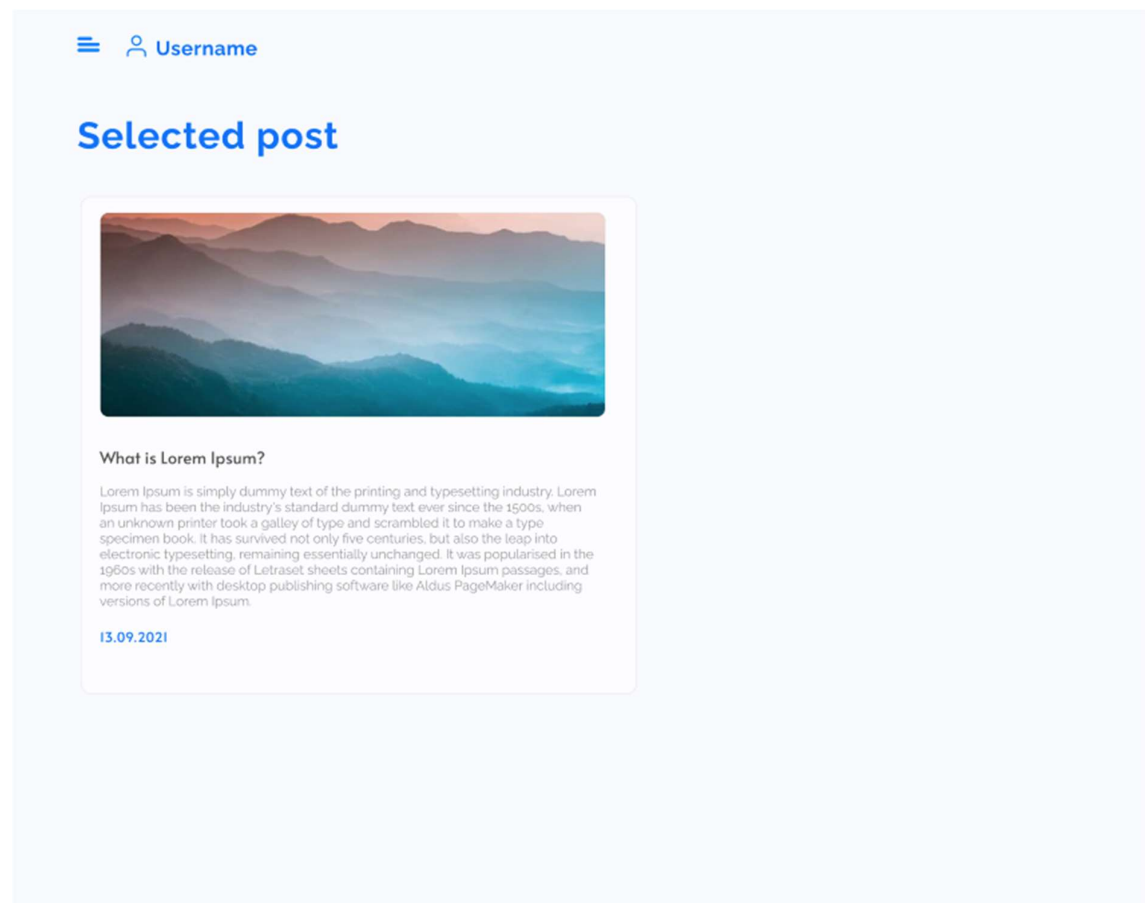 Username
Selected post
What is Lorem Ipsum?
Lorem Ipsum is simply dummy text of the printing and typesetting industry. Lorem
Ipsum has been the industry's standard dummy text ever since the 1500s, when
an unknown printer took a galley of type and scrambled it to make a type
specimen book. It has survived not only five centuries, but also the leap into
electronic typesetting, remaining essentially unchanged. It was popularised in the
1960s with the release of Letraset sheets containing Lorem Ipsum passages, and
more recently with desktop publishing software like Aldus PageMaker including
versions of Lorem Ipsum.
13.09.2021